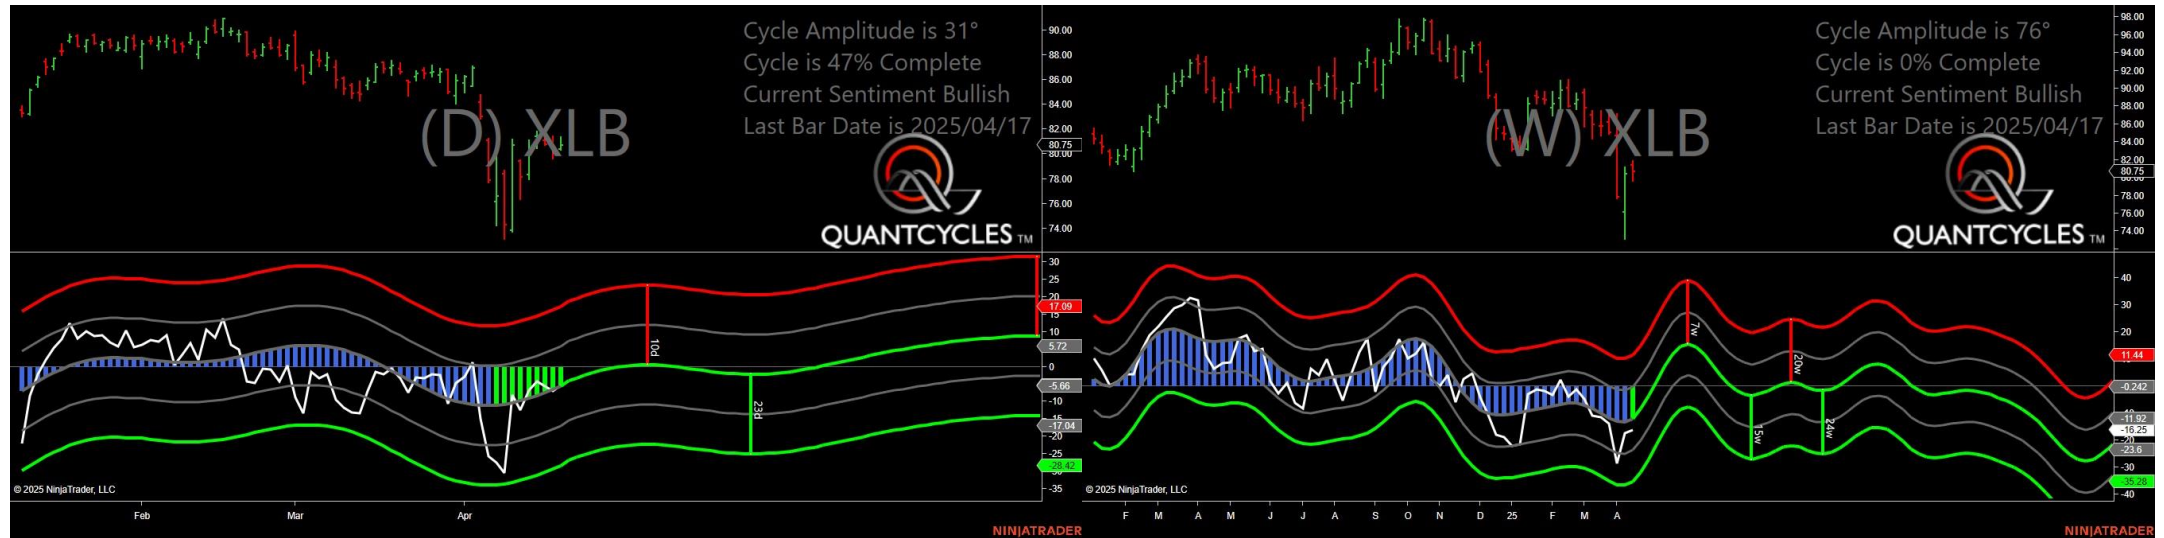 Cycle Amplitude is 31°
Cycle is 47% Complete
Current Sentiment Bullish
Last Bar Date is 2025/04/17
(D) XLB
QUANTCYCLES TM
90.00
88.00
86.00
84.00
82.00
80.75
80.00
78.00
76.00
74.00
30
25
20
17.09
15
10
5.72
0
-5.66
-10
-15
-17.04
-20
-25
-28.42
-35
10d
23d
© 2025 NinjaTrader, LLC
Feb Mar Apr
NINJATRADER
Cycle Amplitude is 76°
Cycle is 0% Complete
Current Sentiment Bullish
Last Bar Date is 2025/04/17
(W) XLB
QUANTCYCLES TM
98.00
96.00
94.00
92.00
90.00
88.00
86.00
84.00
82.00
80.75
78.00
76.00
74.00
40
30
20
11.44
-0.242
-11.92
-16.25
-20
-23.6
-30
-35.28
-40
7w
20w
15w
24w
© 2025 NinjaTrader, LLC
F M A M J J A S O N D 25 F M A
NINJATRADER